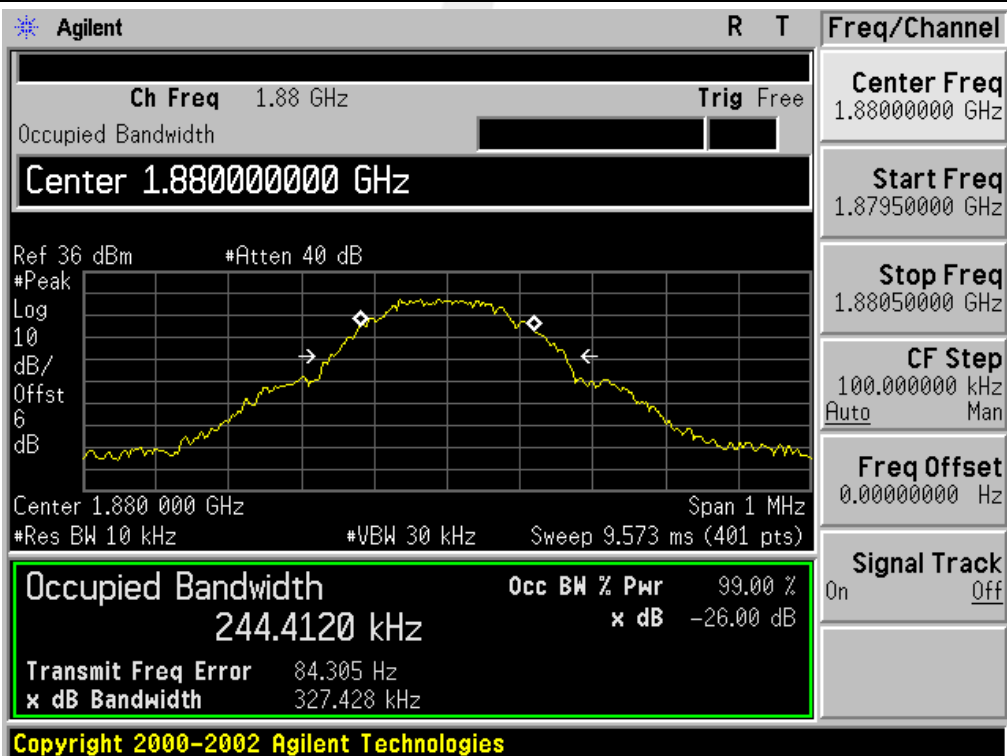 Agilent R T
Ch Freq 1.88 GHz Trig Free
Occupied Bandwidth
Center 1.880000000 GHz
Ref 36 dBm #Atten 40 dB
#Peak
Log
10
dB/
Offst
6
dB
Center 1.880 000 GHz Span 1 MHz
#Res BW 10 kHz #VBW 30 kHz Sweep 9.573 ms (401 pts)
Occupied Bandwidth Occ BW % Pwr 99.00 %
244.4120 kHz x dB -26.00 dB
Transmit Freq Error 84.305 Hz
x dB Bandwidth 327.428 kHz
Copyright 2000-2002 Agilent Technologies
Freq/Channel
Center Freq
1.88000000 GHz
Start Freq
1.87950000 GHz
Stop Freq
1.88050000 GHz
CF Step
100.000000 kHz
Auto Man
Freq Offset
0.00000000 Hz
Signal Track
On Off